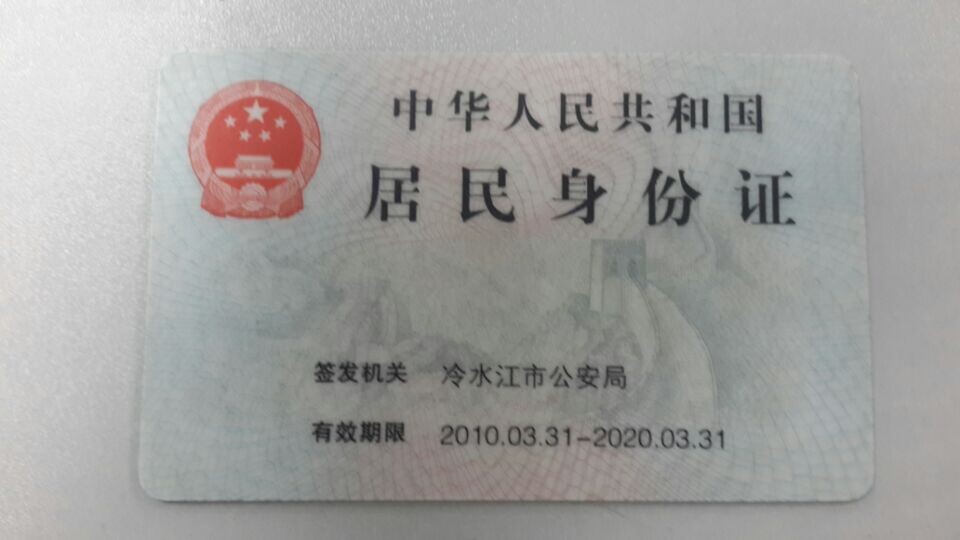 中华人民共和国
居民身份证
签发机关 冷水江市公安局
有效期限 2010.03.31-2020.03.31